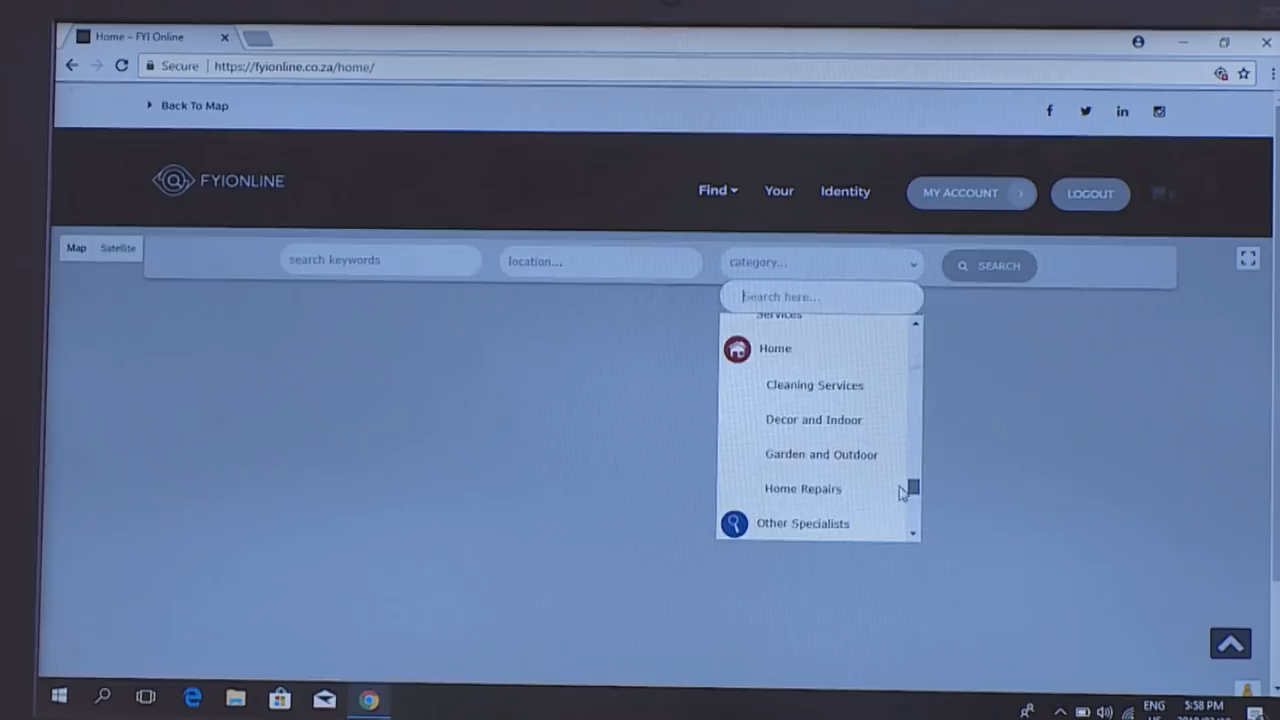 Home – FYI Online
Secure | https://fyionline.co.za/home/
Back To Map
FYIONLINE
Find
Your
Identity
MY ACCOUNT
LOGOUT
Map
Satellite
search keywords
location...
category...
SEARCH
Search here...
Services
Home
Cleaning Services
Decor and Indoor
Garden and Outdoor
Home Repairs
Other Specialists
ENG
5:58 PM